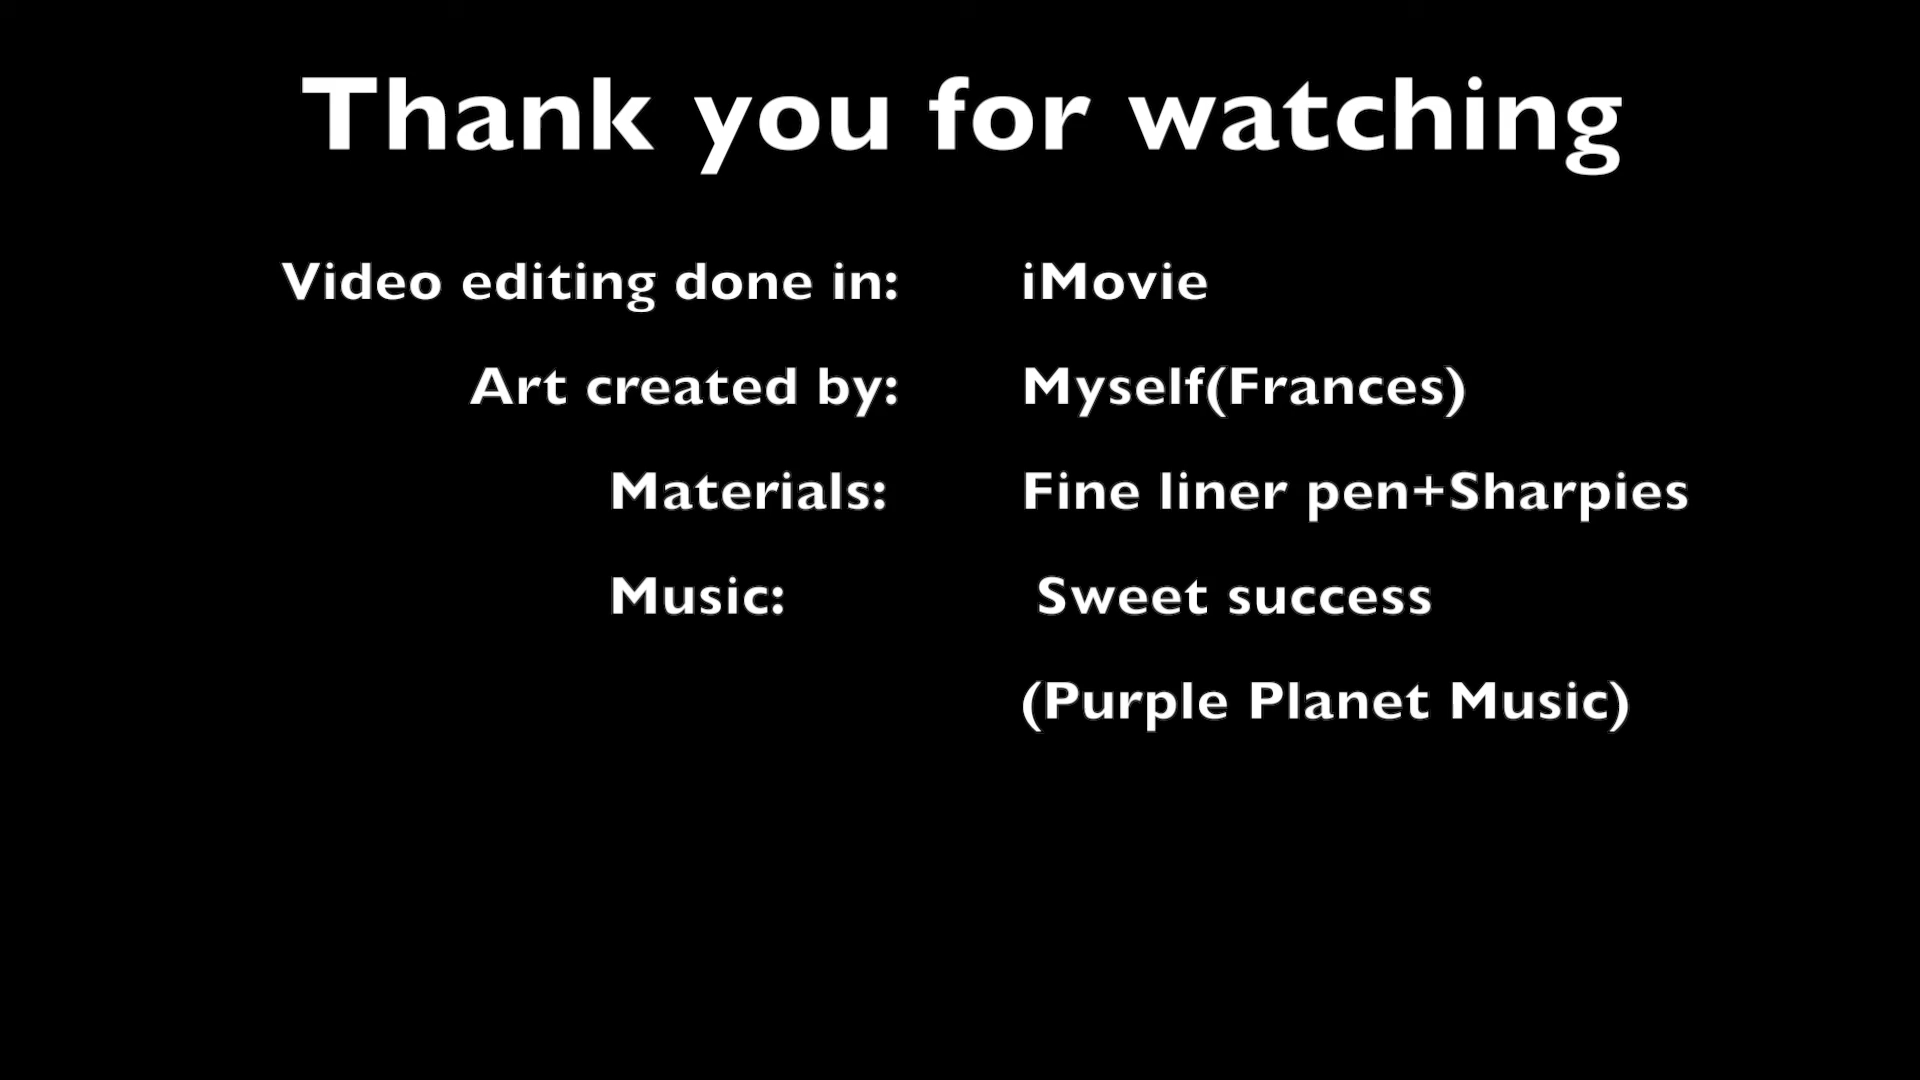 Thank you for watching
Video editing done in: iMovie
Art created by: Myself(Frances)
Materials: Fine liner pen+Sharpies
Music: Sweet success
(Purple Planet Music)